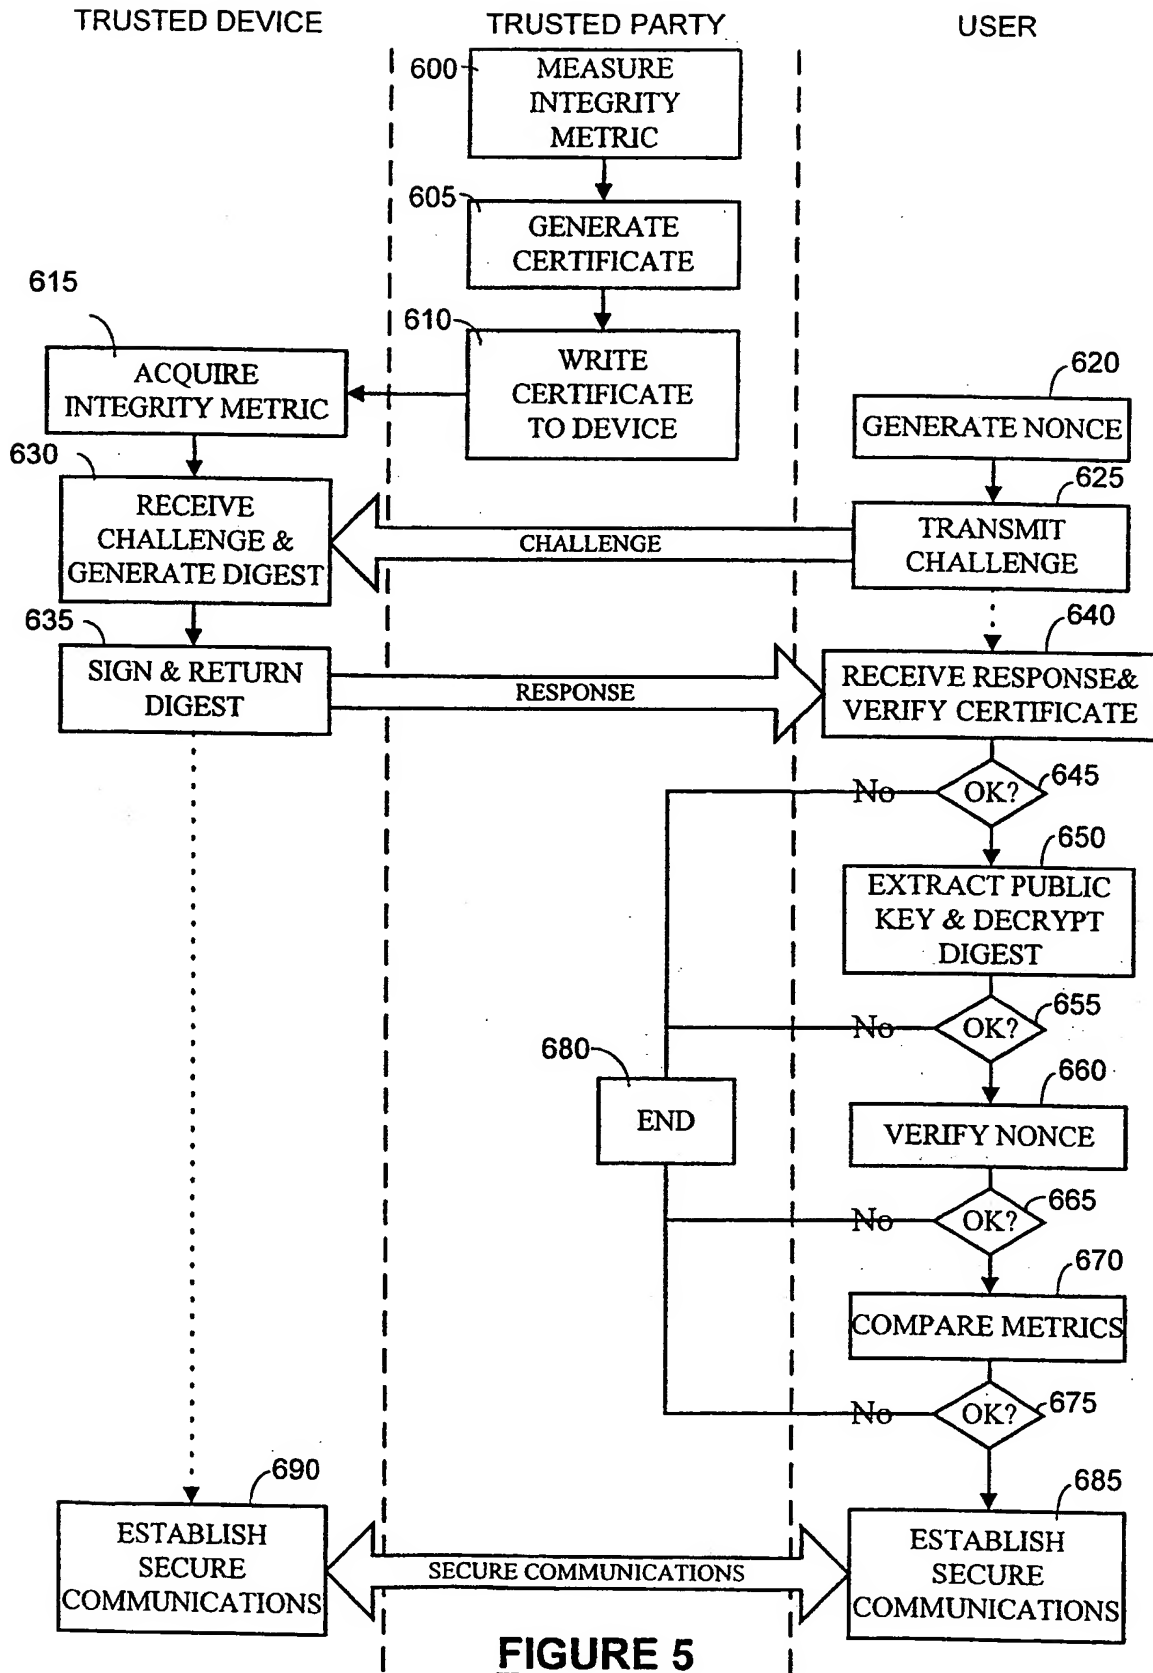 TRUSTED DEVICE
TRUSTED PARTY
USER
600
MEASURE
INTEGRITY
METRIC
605
GENERATE
CERTIFICATE
610
WRITE
CERTIFICATE
TO DEVICE
615
ACQUIRE
INTEGRITY METRIC
620
GENERATE NONCE
625
TRANSMIT
CHALLENGE
630
RECEIVE
CHALLENGE &
GENERATE DIGEST
CHALLENGE
635
SIGN & RETURN
DIGEST
RESPONSE
640
RECEIVE RESPONSE&
VERIFY CERTIFICATE
No
OK?
645
650
EXTRACT PUBLIC
KEY & DECRYPT
DIGEST
No
OK?
655
680
END
660
VERIFY NONCE
No
OK?
665
670
COMPARE METRICS
No
OK?
675
690
ESTABLISH
SECURE
COMMUNICATIONS
SECURE COMMUNICATIONS
685
ESTABLISH
SECURE
COMMUNICATIONS
FIGURE 5